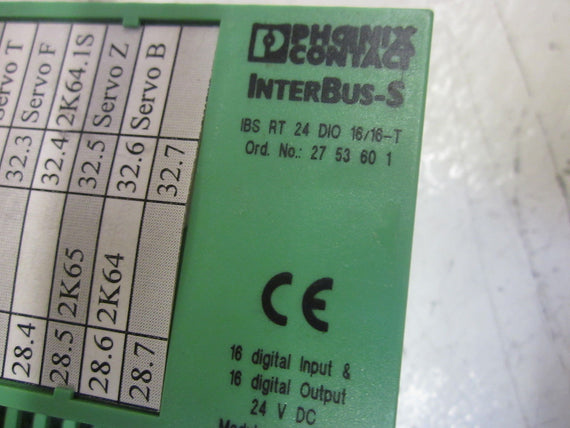 ervo T
32.3 Servo F
32.4 2K64.1S
32.5 Servo Z
32.6 Servo B
32.7
28.4
28.5 2K65
28.6 2K64
28.7
PHŒNIX
CONTACT
INTERBUS-S
IBS RT 24 DIO 16/16-T
Ord. No.: 27 53 60 1
CE
16 digital Input &
16 digital Output
24 V DC